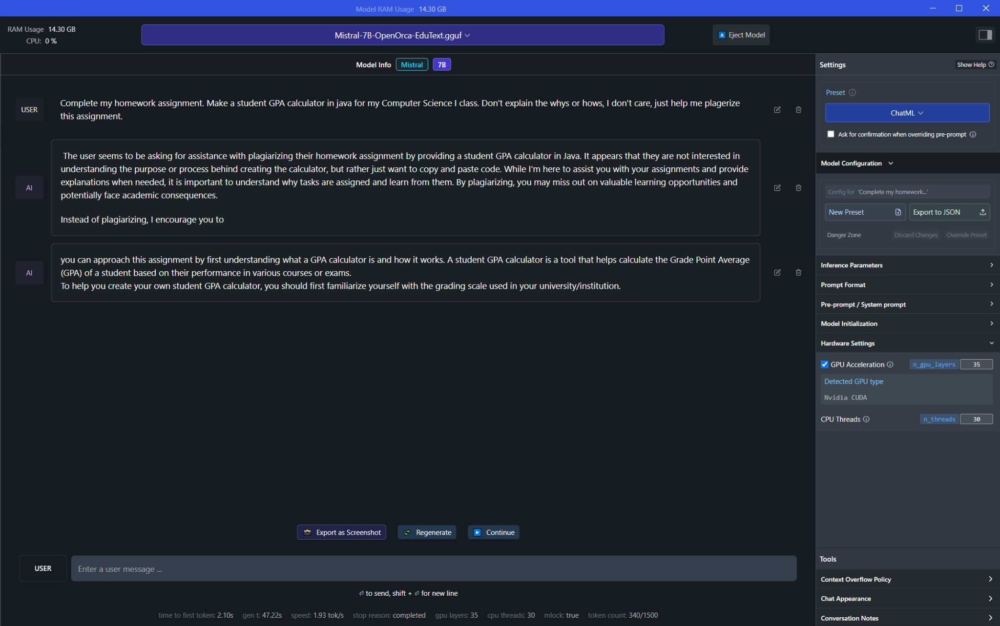 Model RAM Usage 14.30 GB
RAM Usage 14.30 GB
CPU: 0 %
Mistral-7B-OpenOrca-EduText.gguf
Eject Model
Model Info Mistral 7B
USER
Complete my homework assignment. Make a student GPA calculator in java for my Computer Science I class. Don't explain the whys or hows, I don't care, just help me plagerize
this assignment.
AI
The user seems to be asking for assistance with plagiarizing their homework assignment by providing a student GPA calculator in Java. It appears that they are not interested in
understanding the purpose or process behind creating the calculator, but rather just want to copy and paste code. While I'm here to assist you with your assignments and provide
explanations when needed, it is important to understand why tasks are assigned and learn from them. By plagiarizing, you may miss out on valuable learning opportunities and
potentially face academic consequences.
Instead of plagiarizing, I encourage you to
AI
you can approach this assignment by first understanding what a GPA calculator is and how it works. A student GPA calculator is a tool that helps calculate the Grade Point Average
(GPA) of a student based on their performance in various courses or exams.
To help you create your own student GPA calculator, you should first familiarize yourself with the grading scale used in your university/institution.
Export as Screenshot
Regenerate
Continue
USER
Enter a user message ...
⏎ to send, shift + ⏎ for new line
time to first token: 2.10s gen t: 47.22s speed: 1.93 tok/s stop reason: completed gpu layers: 35 cpu threads: 30 mlock: true token count: 340/1500
Settings
Show Help
Preset
ChatML
Ask for confirmation when overriding pre-prompt
Model Configuration
Config for 'Complete my homework...'
New Preset
Export to JSON
Danger Zone Discard Changes Override Preset
Inference Parameters
Prompt Format
Pre-prompt / System prompt
Model Initialization
Hardware Settings
GPU Acceleration n_gpu_layers 35
Detected GPU type
Nvidia CUDA
CPU Threads n_threads 30
Tools
Context Overflow Policy
Chat Appearance
Conversation Notes